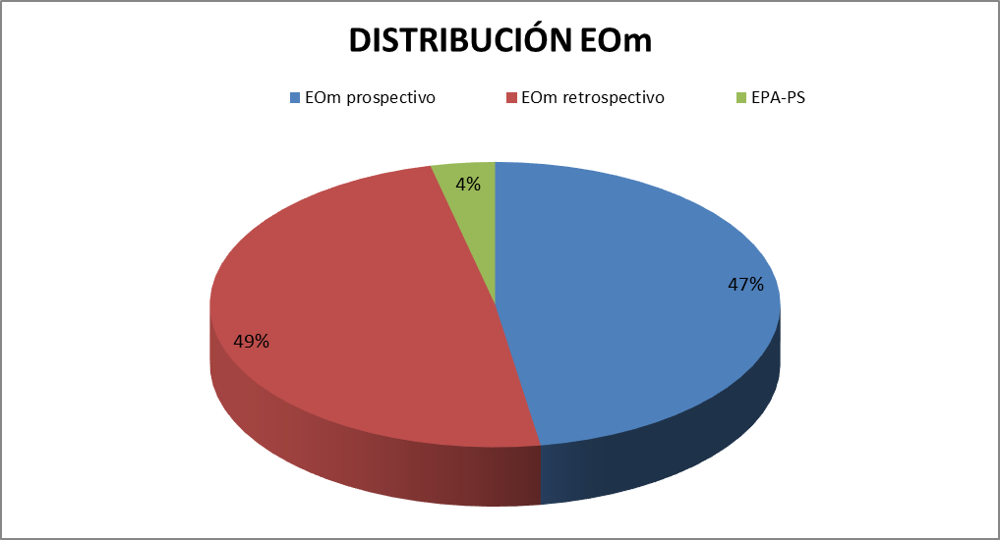 DISTRIBUCIÓN EOm
EOm prospectivo EOm retrospectivo EPA-PS
4%
47%
49%